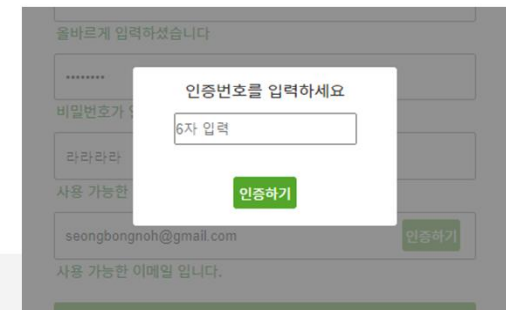 올바르게 입력하셨습니다
••••••••
인증번호를 입력하세요
비밀번호가
6자 입력
라라라라
사용 가능한
인증하기
seongbongnoh@gmail.com
인증하기
사용 가능한 이메일 입니다.